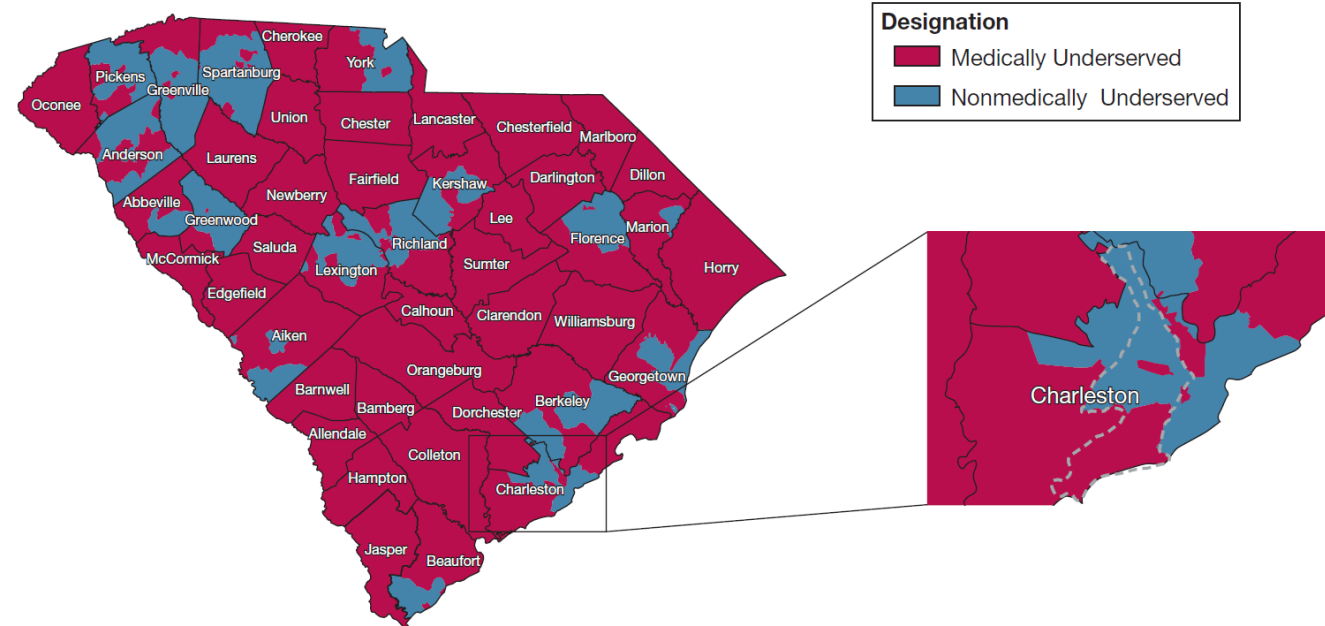 Designation
Medically Underserved
Nonmedically Underserved
Cherokee
York
Spartanburg
Pickens
Greenville
Oconee
Union
Chester
Lancaster
Chesterfield
Marlboro
Anderson
Laurens
Fairfield
Kershaw
Darlington
Dillon
Newberry
Abbeville
Greenwood
Lee
Marion
Florence
Richland
Saluda
McCormick
Lexington
Sumter
Horry
Edgefield
Calhoun
Clarendon
Williamsburg
Aiken
Orangeburg
Georgetown
Barnwell
Bamberg
Dorchester
Berkeley
Allendale
Colleton
Hampton
Charleston
Jasper
Beaufort
Charleston